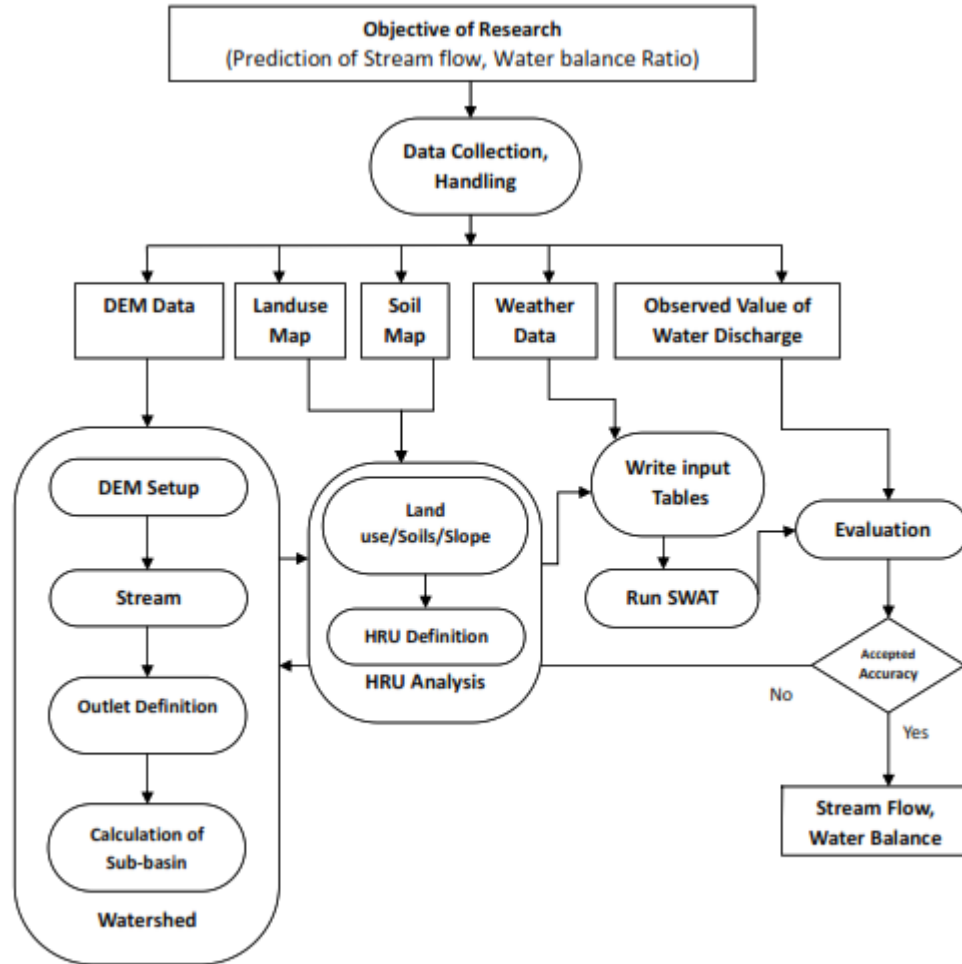 Objective of Research
(Prediction of Stream flow, Water balance Ratio)
Data Collection,
Handling
DEM Data
Landuse
Map
Soil
Map
Weather
Data
Observed Value of
Water Discharge
DEM Setup
Stream
Outlet Definition
Calculation of
Sub-basin
Watershed
Land
use/Soils/Slope
HRU Definition
HRU Analysis
Write input
Tables
Run SWAT
Evaluation
Accepted
Accuracy
No
Yes
Stream Flow,
Water Balance